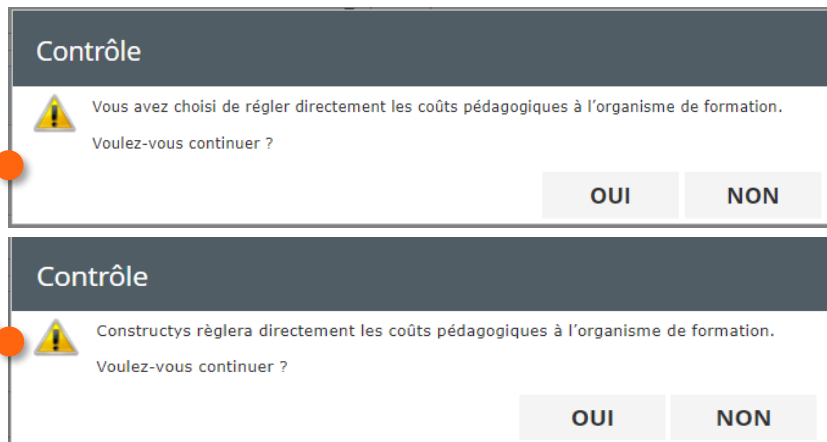 Contrôle
Vous avez choisi de régler directement les coûts pédagogiques à l’organisme de formation.
Voulez-vous continuer ?
OUI NON
Contrôle
Constructys règlera directement les coûts pédagogiques à l’organisme de formation.
Voulez-vous continuer ?
OUI NON